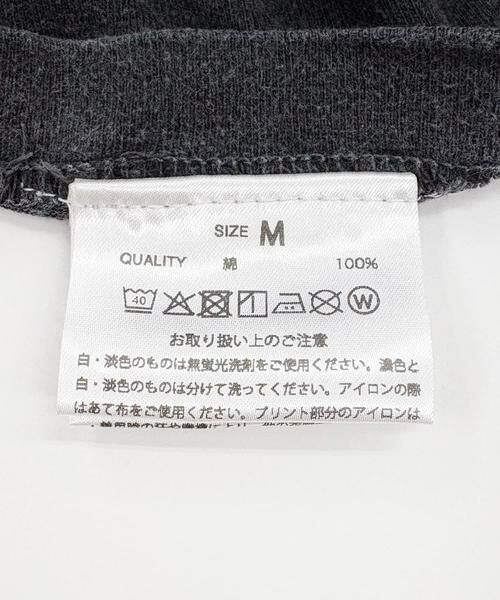 SIZE M
QUALITY 綿 100%
40 W
お取り扱い上のご注意
白・淡色のものは無蛍光洗剤をご使用ください。濃色と
白・淡色のものは分けて洗ってください。アイロンの際
はあて布をご使用ください。プリント部分のアイロンは